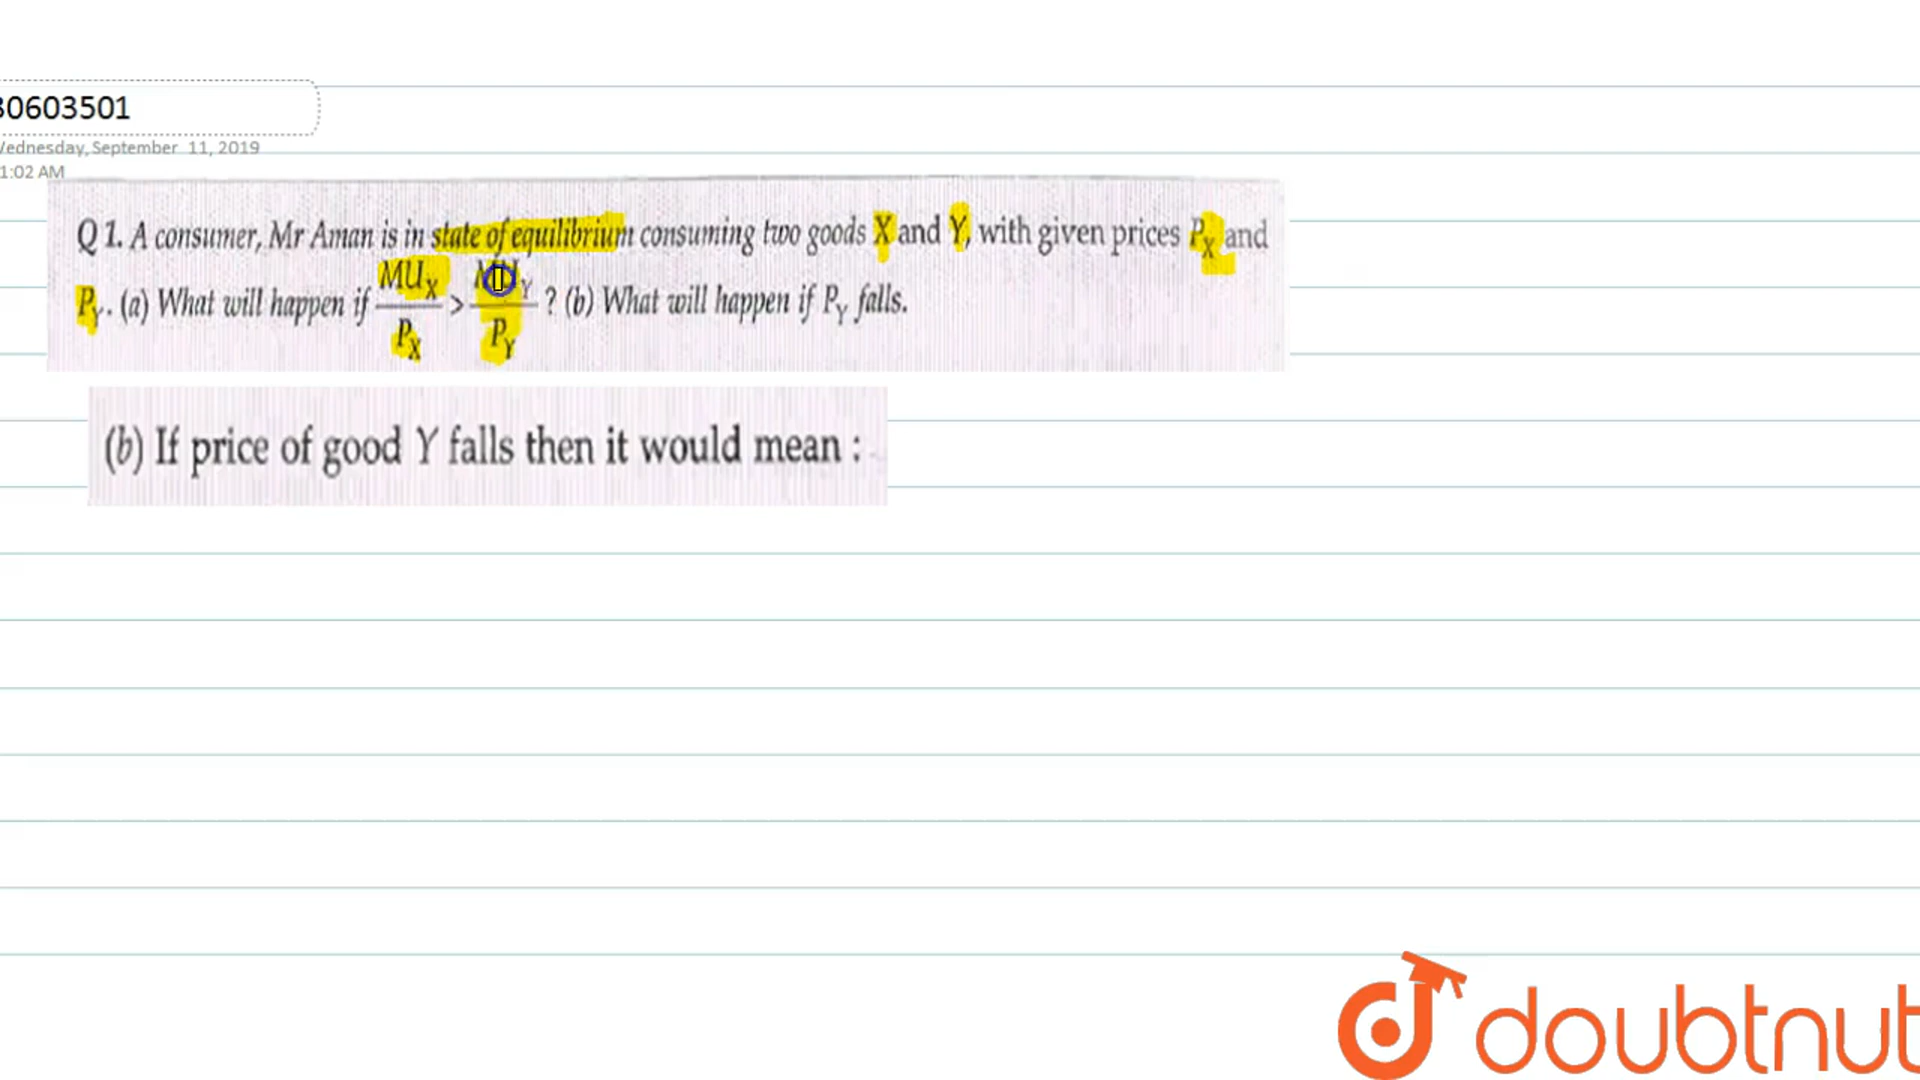 30603501
Wednesday, September 11, 2019
1:02 AM
Q 1. A consumer, Mr Aman is in state of equilibrium consuming two goods X and Y, with given prices P_X and
P_Y. (a) What will happen if MU_X/P_X > MU_Y/P_Y ? (b) What will happen if P_Y falls.
(b) If price of good Y falls then it would mean :
doubtnut